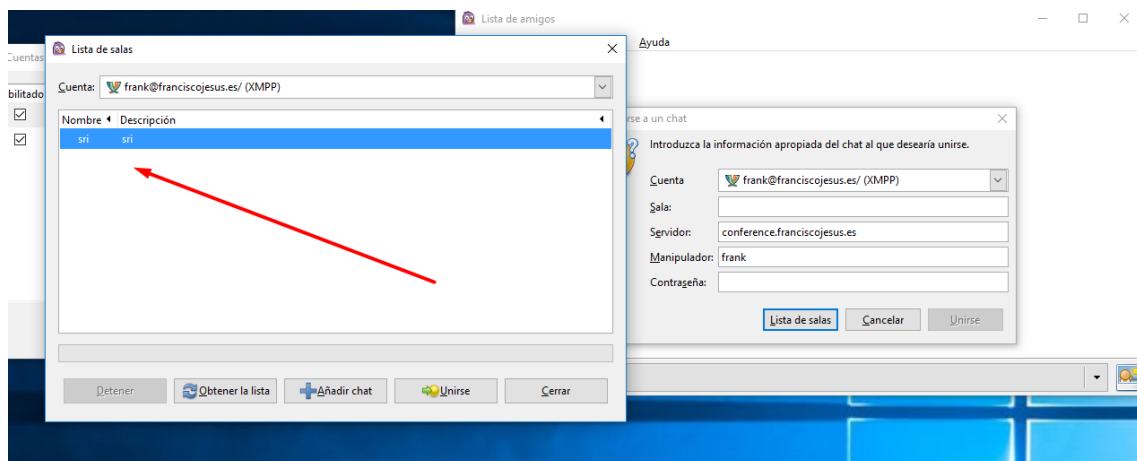 Lista de amigos
Ayuda
Cuentas
bilitado
Lista de salas
Cuenta: frank@franciscojesus.es/ (XMPP)
Nombre Descripción
sri sri
Detener Obtener la lista Añadir chat Unirse Cerrar
rse a un chat
Introduzca la información apropiada del chat al que desearía unirse.
Cuenta frank@franciscojesus.es/ (XMPP)
Sala:
Servidor: conference.franciscojesus.es
Manipulador: frank
Contraseña:
Lista de salas Cancelar Unirse